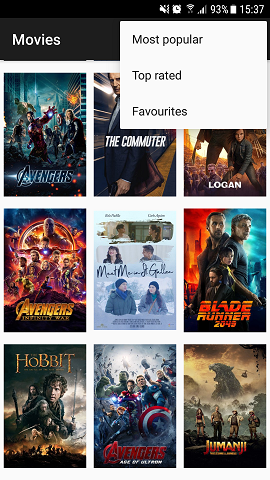 93% 15:37
Movies
Most popular
Top rated
Favourites
AVENGERS
THE COMMUTER
LOGAN
AVENGERS
INFINITY WAR
Meet Me in St. Gallen
BLADE
RUNNER
2049
THE
HOBBIT
AVENGERS
AGE OF ULTRON
JUMANJI